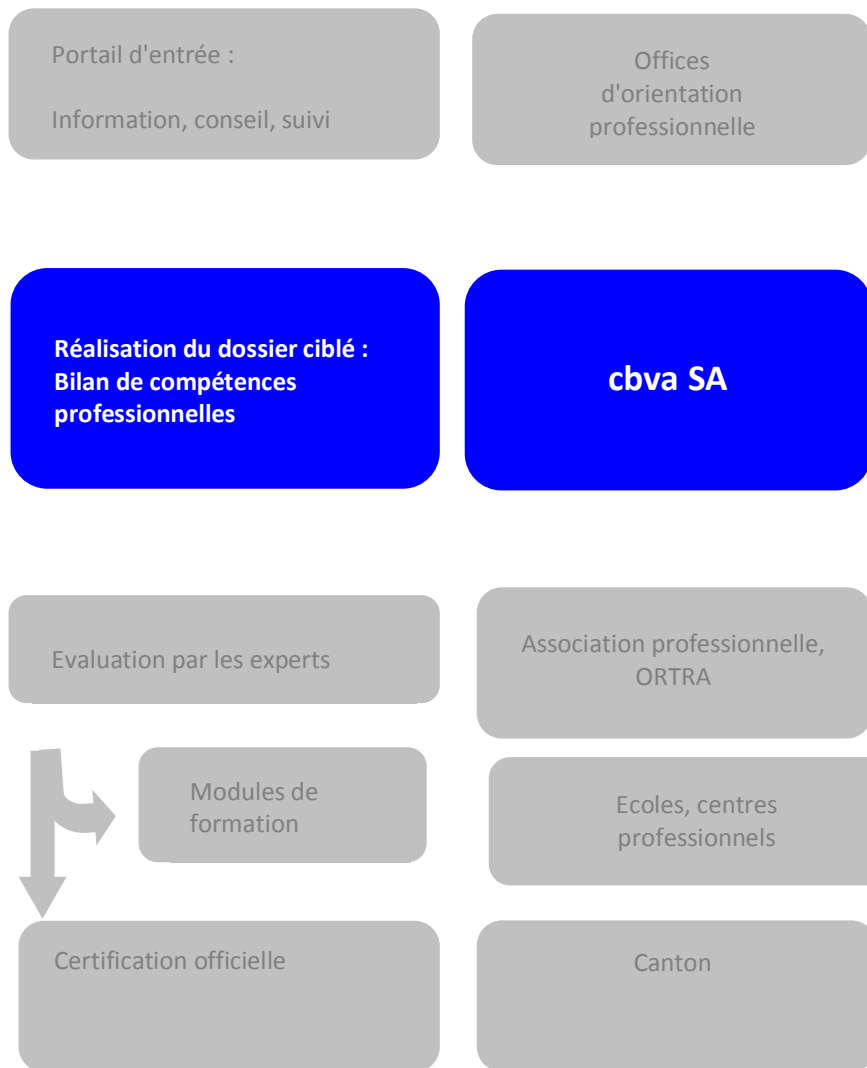 Portail d'entrée :
Information, conseil, suivi
Offices
d'orientation
professionnelle
Réalisation du dossier ciblé :
Bilan de compétences
professionnelles
cbva SA
Evaluation par les experts
Association professionnelle,
ORTRA
Modules de
formation
Ecoles, centres
professionnels
Certification officielle
Canton